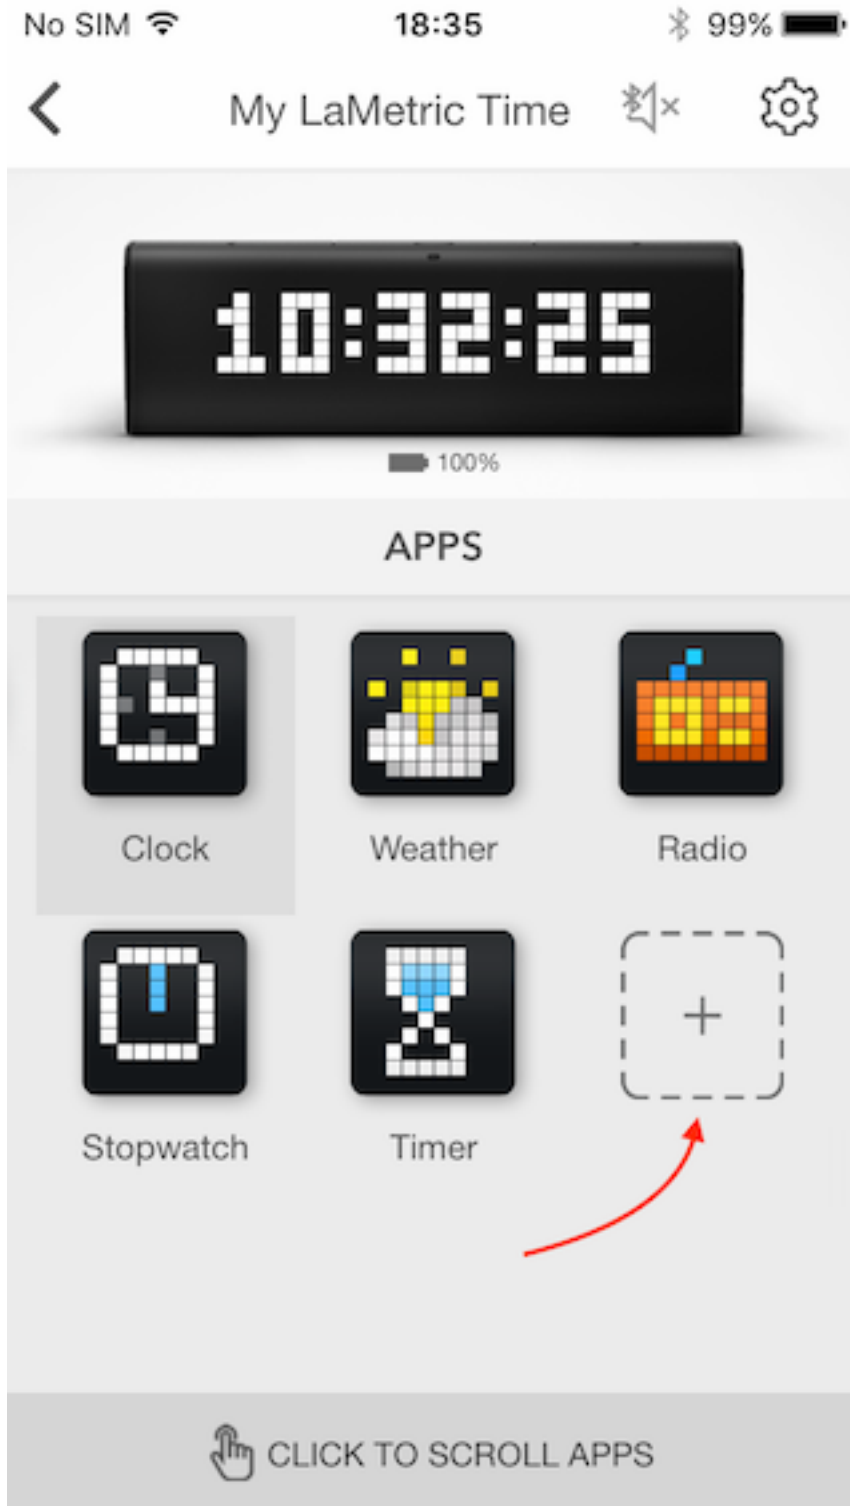 No SIM 18:35 99%
My LaMetric Time
10:32:25
100%
APPS
Clock Weather Radio
Stopwatch Timer
CLICK TO SCROLL APPS